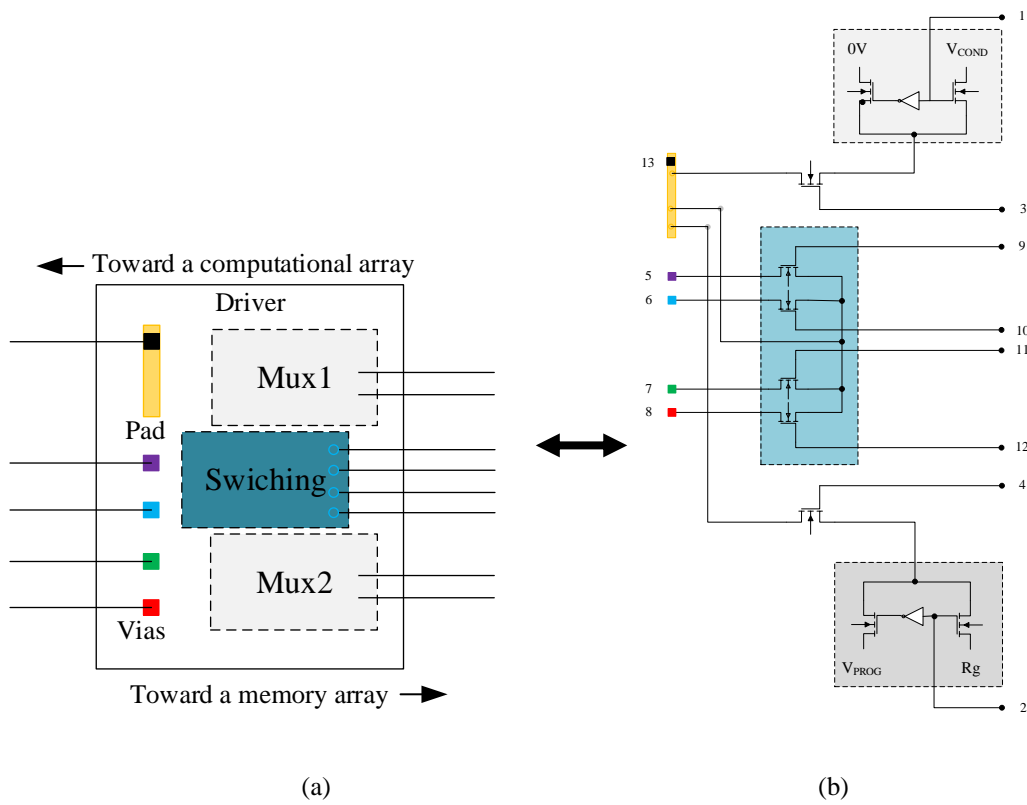 Toward a computational array
Driver
Mux1
Pad
Swiching
Mux2
Vias
Toward a memory array
(a)
1
0V
VCOND
13
3
9
5
6
10
11
7
8
12
4
VPROG
Rg
2
(b)